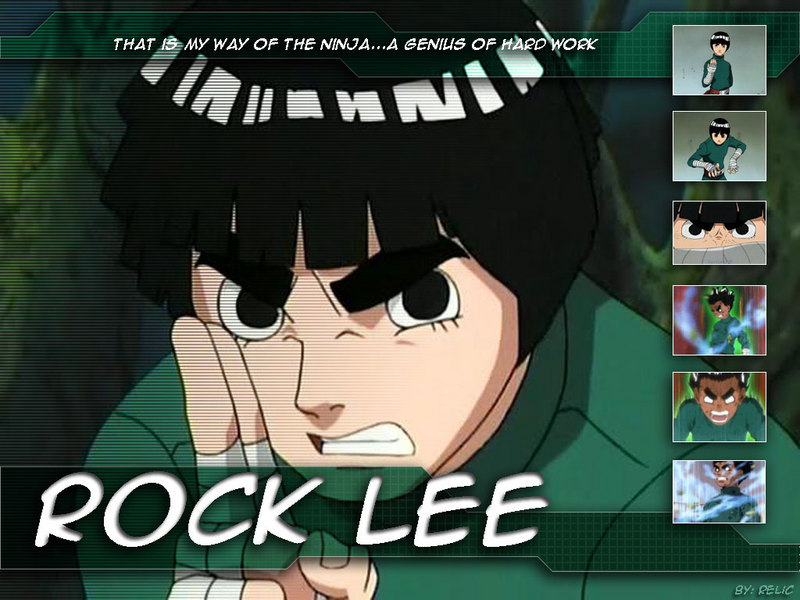 THAT IS MY WAY OF THE NINJA...A GENIUS OF HARD WORK
ROCK LEE
BY: RELIC